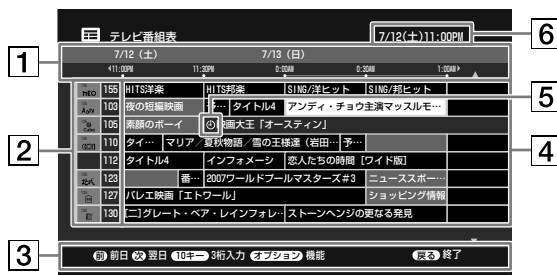 テレビ番組表
7/12(土)11:00PM
6
1
7/12（土）
7/13（日）
11:00PM
11:30PM
0:00AM
0:30AM
1:00AM
5
2
4
155 HITS洋楽 HITS邦楽 SING/洋ヒット SING/邦ヒット
103 夜の短編映画 予… タイトル4 アンディ・チョウ主演マッスルモ…
105 素顔のボーイ 映画大王「オースティン」
110 タイ… マリア／夏秋物語／雪の王様達（岩田… 予…
112 タイトル4 インフォメーシ 恋人たちの時間［ワイド版］
123 番… 2007ワールドプールマスターズ#3 ニューススポー…
127 バレエ映画「エトワール」 ショッピング情報
130 [二]グレート・ベア・レインフォレ… ストーンヘンジの更なる発見
3
前 前日 次 翌日 10キー 3桁入力 オプション 機能 戻る 終了